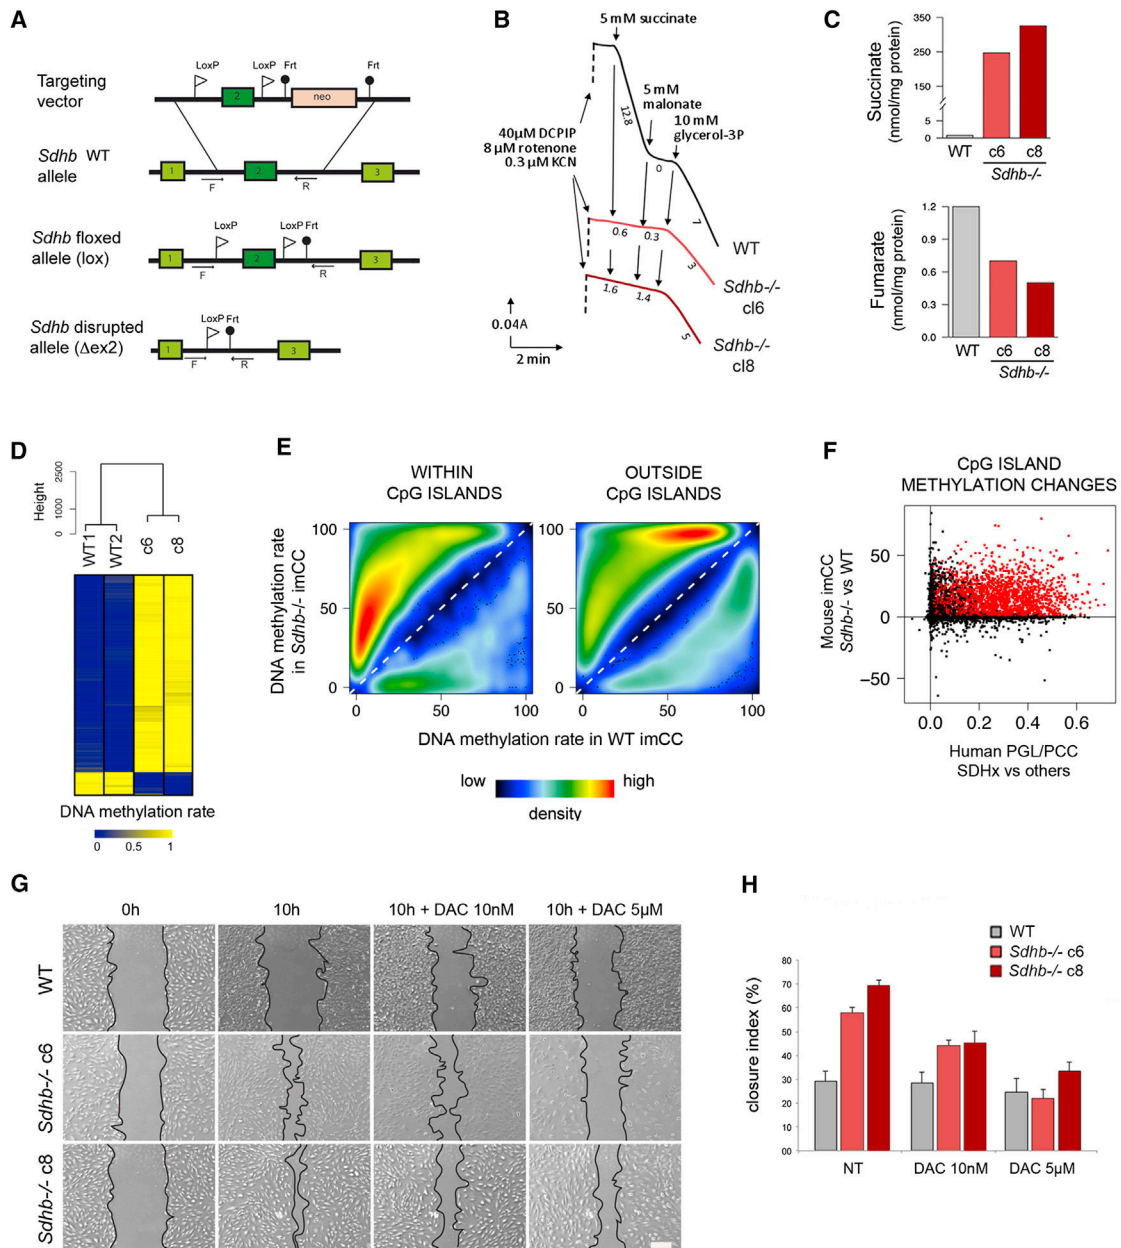 A
Targeting
vector
LoxP
LoxP
Frt
Frt
2
neo
Sdhb WT
allele
1
2
3
F
R
Sdhb floxed
allele (lox)
LoxP
LoxP Frt
1
2
3
F
R
Sdhb disrupted
allele (Δex2)
LoxP Frt
1
3
F
R
B
5 mM succinate
5 mM
malonate
10 mM
glycerol-3P
40μM DCPIP
8 μM rotenone
0.3 μM KCN
12.8
0
7
WT
0.6
0.3
3
Sdhb-/-
cl6
1.6
1.4
5
Sdhb-/-
cl8
0.04A
2 min
C
Succinate
(nmol/mg protein)
350
250
150
5
0
WT
c6
c8
Sdhb-/-
Fumarate
(nmol/mg protein)
1.2
0.9
0.6
0.3
0.0
WT
c6
c8
Sdhb-/-
D
Height
2500
1000
0
WT1
WT2
c6
c8
DNA methylation rate
0
0.5
1
E
WITHIN
CpG ISLANDS
OUTSIDE
CpG ISLANDS
DNA methylation rate
in Sdhb-/- imCC
100
50
0
100
50
0
0
50
100
0
50
100
DNA methylation rate in WT imCC
low
high
density
F
CpG ISLAND
METHYLATION CHANGES
Mouse imCC
Sdhb-/- vs WT
50
0
−50
0.0
0.2
0.4
0.6
Human PGL/PCC
SDHx vs others
G
0h
10h
10h + DAC 10nM
10h + DAC 5μM
WT
Sdhb-/- c6
Sdhb-/- c8
H
WT
Sdhb-/- c6
Sdhb-/- c8
closure index (%)
80
70
60
50
40
30
20
10
00
NT
DAC 10nM
DAC 5μM